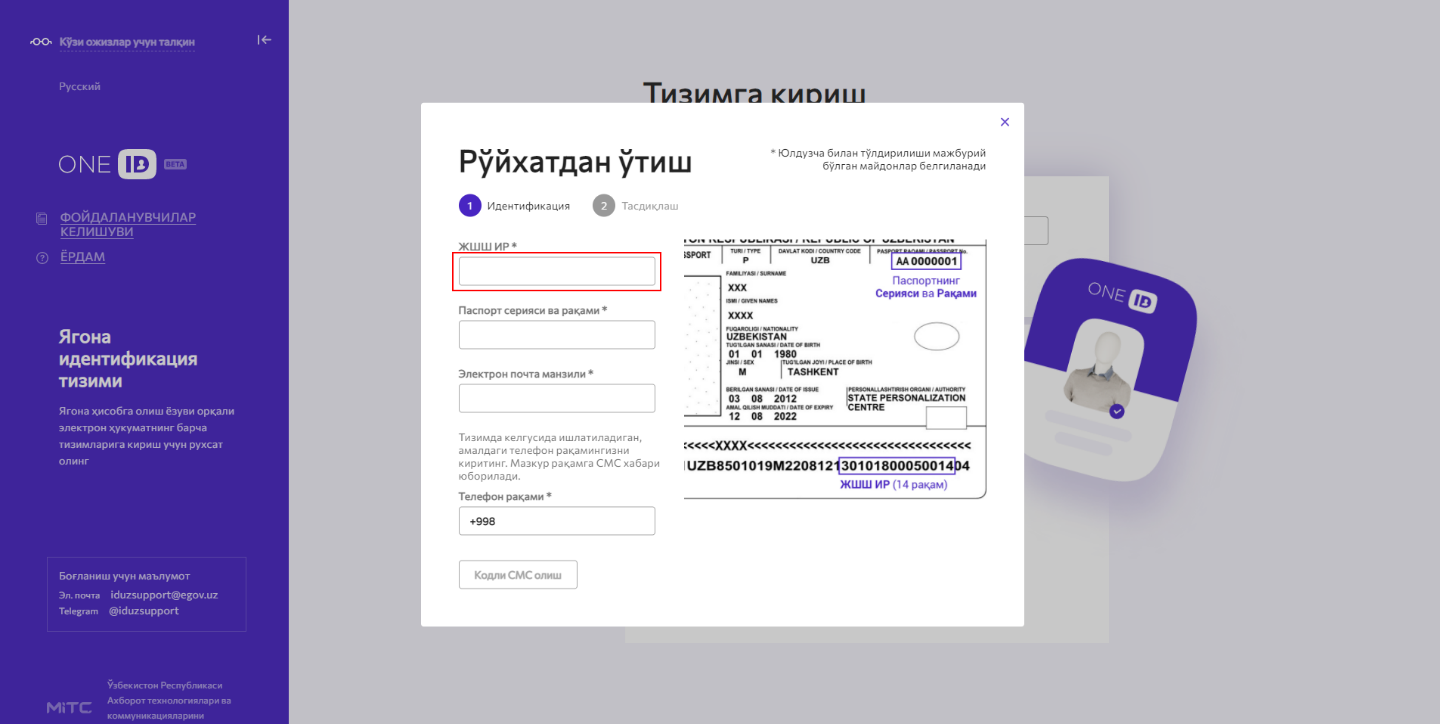 Кўзи ожизлар учун талқин
Русский
ONE ID BETA
ФОЙДАЛАНУВЧИЛАР
КЕЛИШУВИ
ЁРДАМ
Ягона
идентификация
тизими
Ягона ҳисобга олиш ёзуви орқали
электрон ҳукуматнинг барча
тизимларига кириш учун рухсат
олинг
Боғланиш учун маълумот
Эл. почта iduzsupport@egov.uz
Telegram @iduzsupport
MiTC
Ўзбекистон Республикаси
Ахборот технологиялари ва
коммуникацияларини
Тизимга кириш
Рўйхатдан ўтиш
* Юлдузча билан тўлдирилиши мажбурий
бўлган майдонлар белгиланади
1 Идентификация 2 Тасдиқлаш
ЖШШ ИР *
Паспорт серияси ва рақами *
Электрон почта манзили *
Тизимда келгусида ишлатиладиган,
амалдаги телефон рақамингизни
киритинг. Мазкур рақамга СМС хабари
юборилади.
Телефон рақами *
+998
Кодли СМС олиш
TON RESPUBLIKASI / REPUBLIC OF UZBEKISTAN
SSPORT TURI / TYPE DAVLAT KODI / COUNTRY CODE PASPORT RAQAMI / PASSPORT No.
P UZB AA 0000001
Паспортнинг
Серияси ва Рақами
FAMILIYASI / SURNAME
XXX
ISMI / GIVEN NAMES
XXXX
FUQAROLIGI / NATIONALITY
UZBEKISTAN
TUG'ILGAN SANASI / DATE OF BIRTH
01 01 1980
JINSI / SEX TUG'ILGAN JOYI / PLACE OF BIRTH
M TASHKENT
BERILGAN SANASI / DATE OF ISSUE PERSONALLASHTIRISH ORGANI / AUTHORITY
03 08 2012 STATE PERSONALIZATION
AMAL QILISH MUDDATI / DATE OF EXPIRY CENTRE
12 08 2022
<<<<XXXX<<<<<<<<<<<<<<<<<<<<<<<<<<
1UZB8501019M22081213010180005001404
ЖШШ ИР (14 рақам)
ONE ID